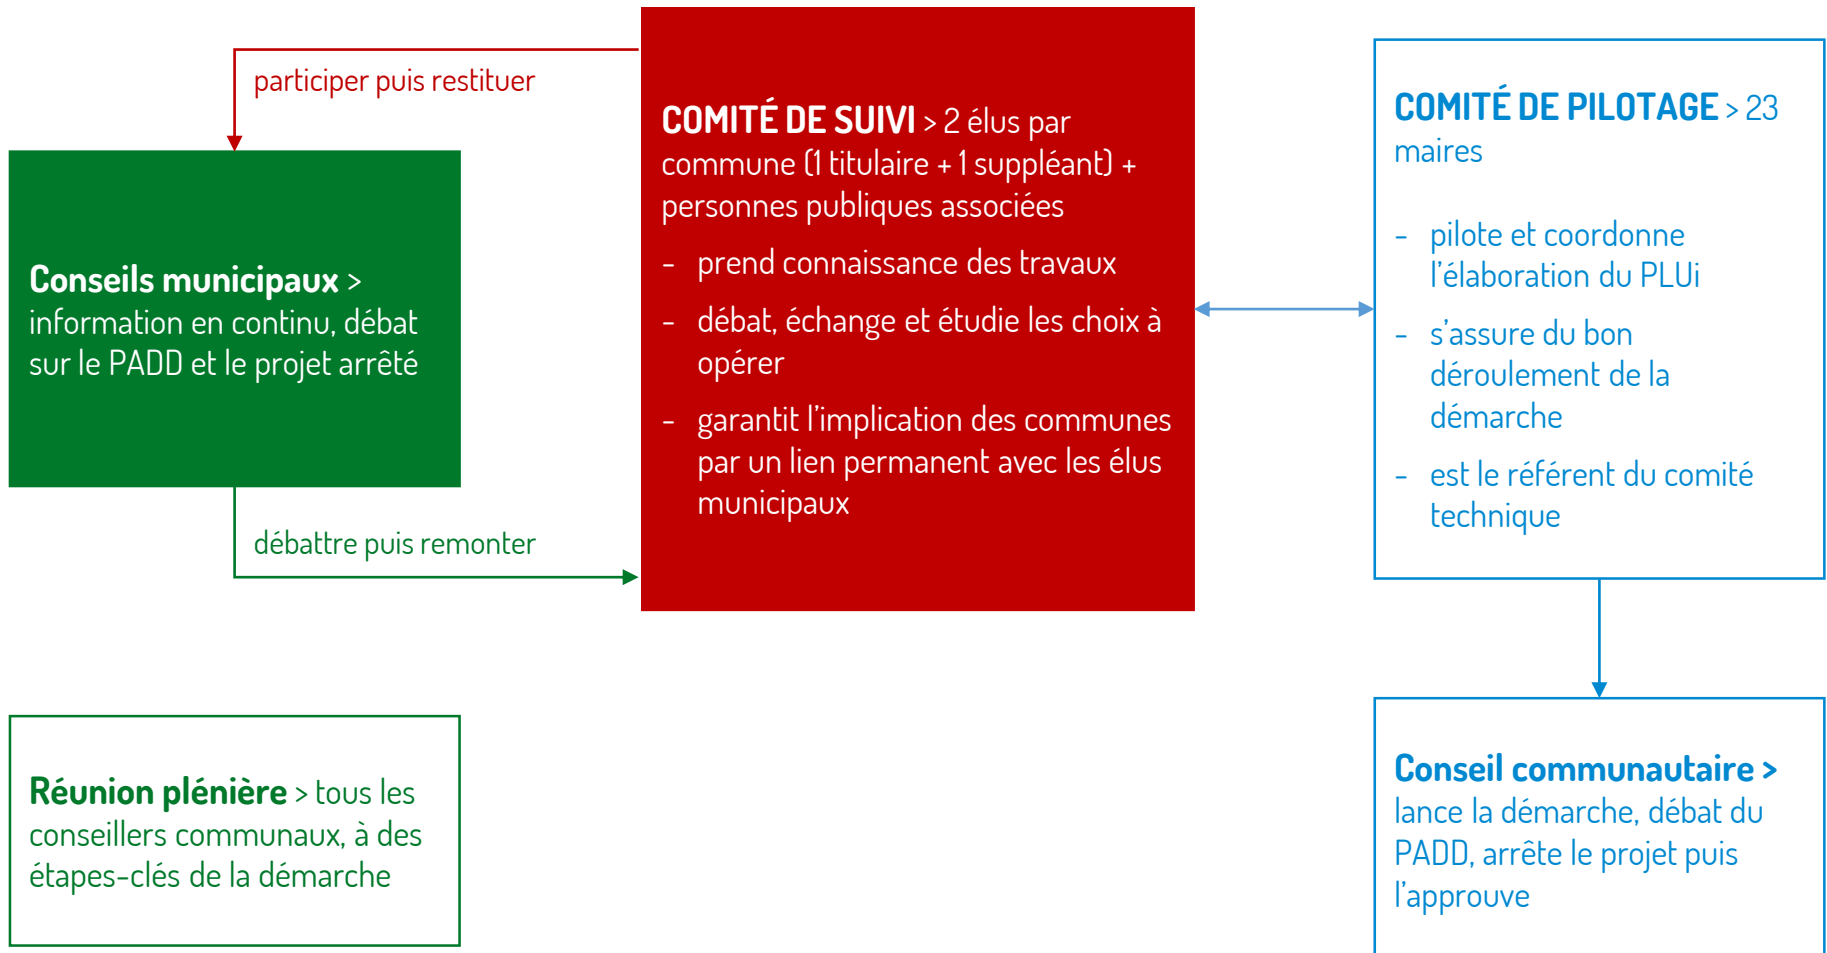 participer puis restituer
Conseils municipaux >
information en continu, débat
sur le PADD et le projet arrêté
débattre puis remonter
Réunion plénière > tous les
conseillers communaux, à des
étapes-clés de la démarche
COMITÉ DE SUIVI > 2 élus par
commune (1 titulaire + 1 suppléant) +
personnes publiques associées
- prend connaissance des travaux
- débat, échange et étudie les choix à
opérer
- garantit l'implication des communes
par un lien permanent avec les élus
municipaux
COMITÉ DE PILOTAGE > 23
maires
- pilote et coordonne
l'élaboration du PLUi
- s'assure du bon
déroulement de la
démarche
- est le référent du comité
technique
Conseil communautaire >
lance la démarche, débat du
PADD, arrête le projet puis
l'approuve